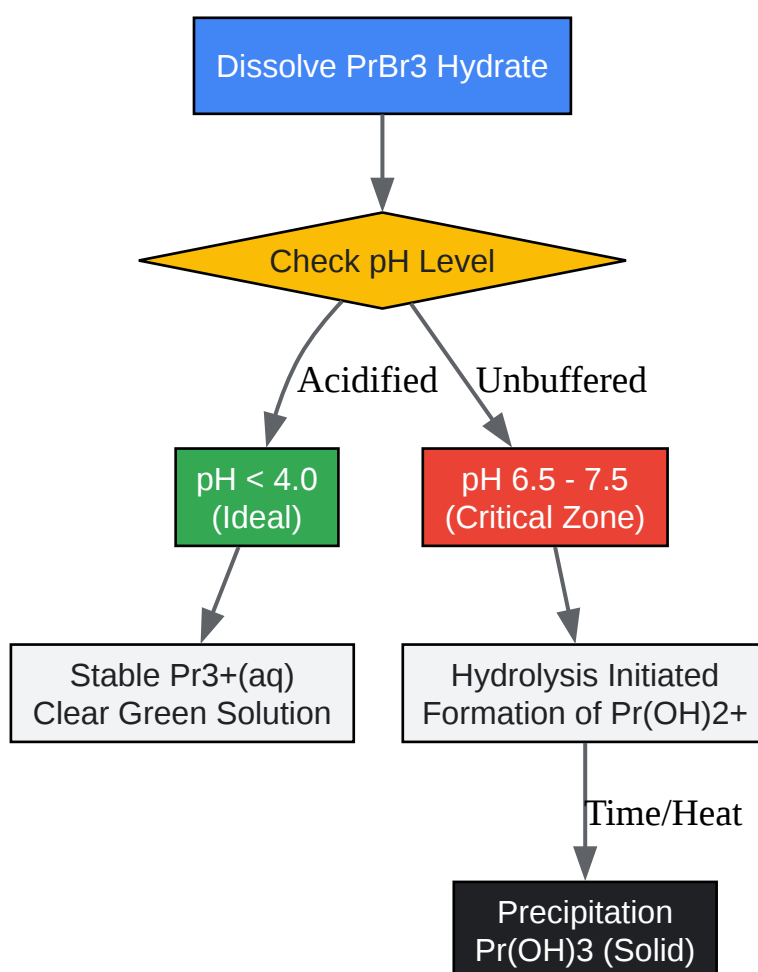 Dissolve PrBr3 Hydrate
Check pH Level
Acidified
Unbuffered
pH < 4.0
(Ideal)
pH 6.5 - 7.5
(Critical Zone)
Stable Pr3+(aq)
Clear Green Solution
Hydrolysis Initiated
Formation of Pr(OH)2+
Time/Heat
Precipitation
Pr(OH)3 (Solid)